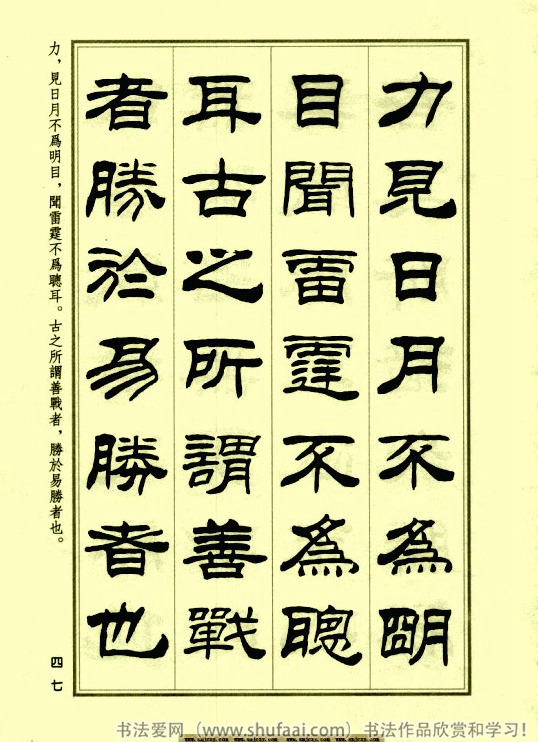 力見日月不為明
目聞雷霆不為聰
耳古之所謂善戰
者勝於易勝者也
力，見日月不爲明目，聞雷霆不爲聰耳。古之所謂善戰者，勝於易勝者也。
四七
书法爱网（www.shufaai.com）书法作品欣赏和学习！